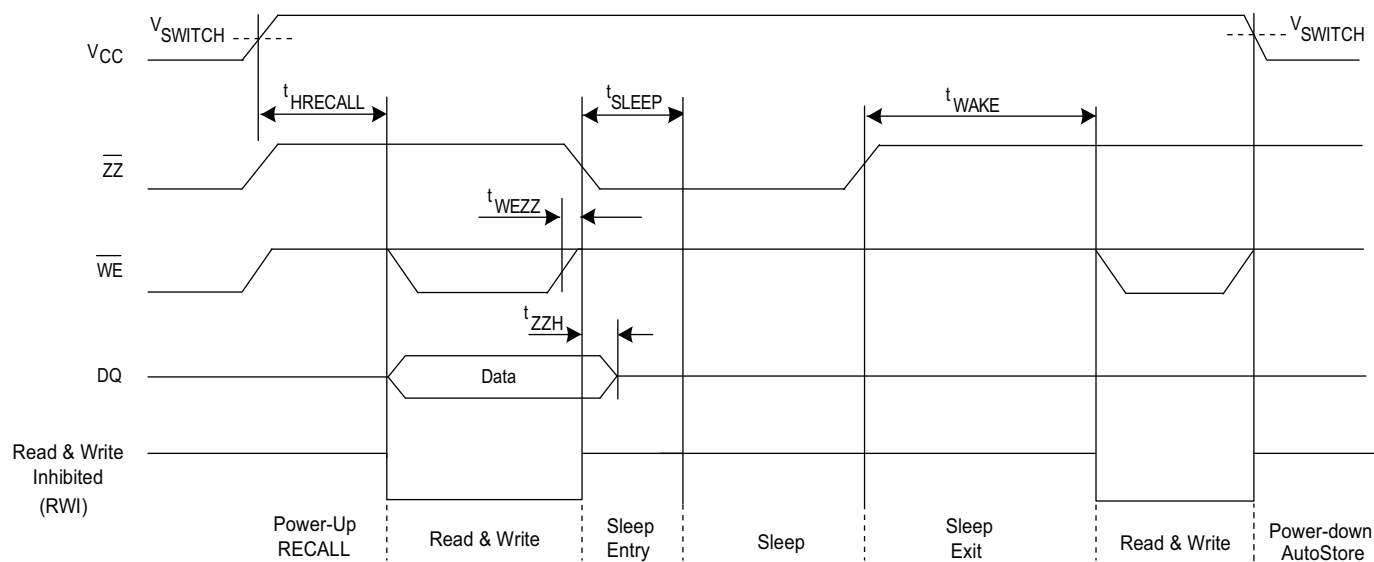 VSWITCH
VCC
VSWITCH
tHRECALL
tSLEEP
tWAKE
ZZ
tWEZZ
WE
tZZH
DQ
Data
Read & Write
Inhibited
(RWI)
Power-Up
RECALL
Read & Write
Sleep
Entry
Sleep
Sleep
Exit
Read & Write
Power-down
AutoStore